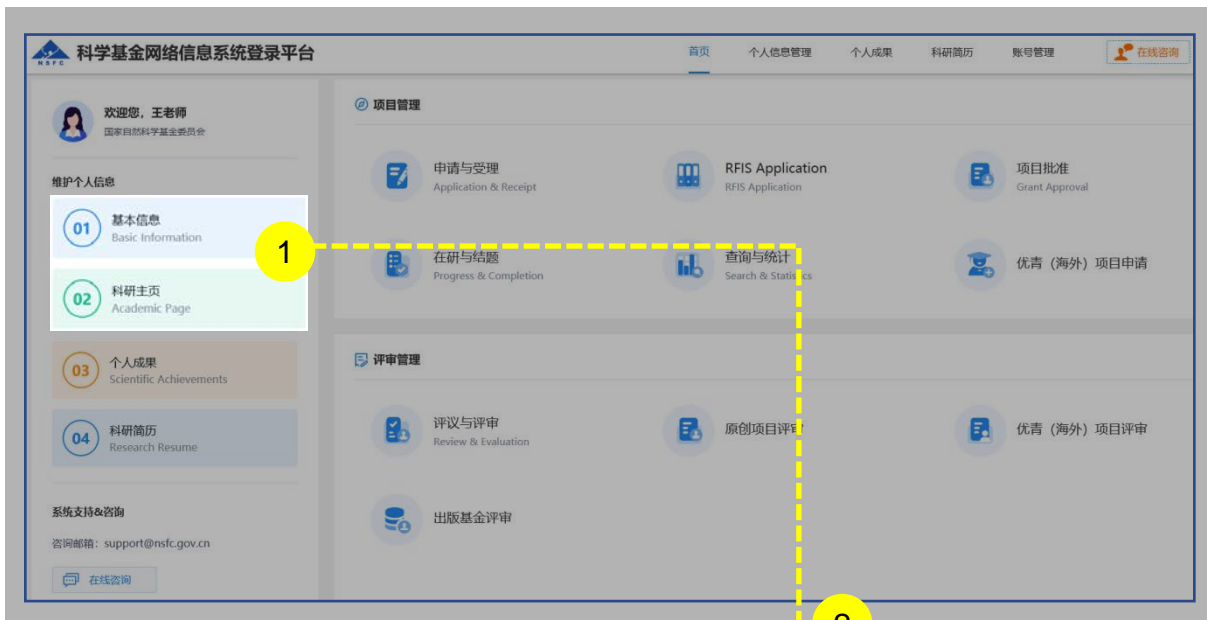 NSFC
科学基金网络信息系统登录平台
首页 个人信息管理 个人成果 科研简历 账号管理 在线咨询
欢迎您，王老师
国家自然科学基金委员会
维护个人信息
01 基本信息
Basic Information
02 科研主页
Academic Page
03 个人成果
Scientific Achievements
04 科研简历
Research Resume
系统支持&咨询
咨询邮箱：support@nsfc.gov.cn
在线咨询
1
项目管理
申请与受理
Application & Receipt
RFIS Application
RFIS Application
项目批准
Grant Approval
在研与结题
Progress & Completion
查询与统计
Search & Statistics
优青（海外）项目申请
评审管理
评议与评审
Review & Evaluation
原创项目评审
优青（海外）项目评审
出版基金评审